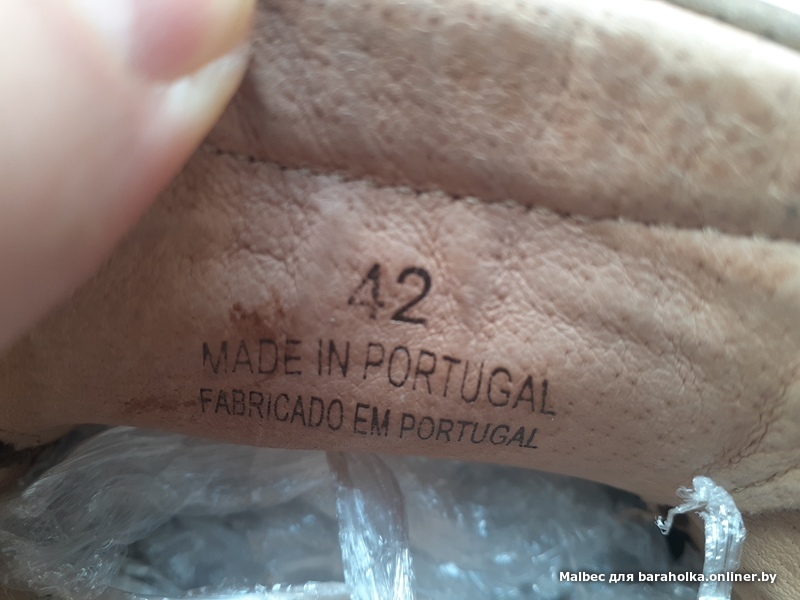 42
MADE IN PORTUGAL
FABRICADO EM PORTUGAL
Malbec для baraholka.onliner.by